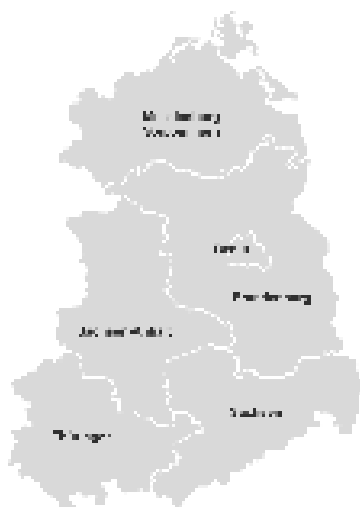 Mecklenburg
Vorpommern
Berlin
Brandenburg
Sachsen-Anhalt
Sachsen
Thüringen